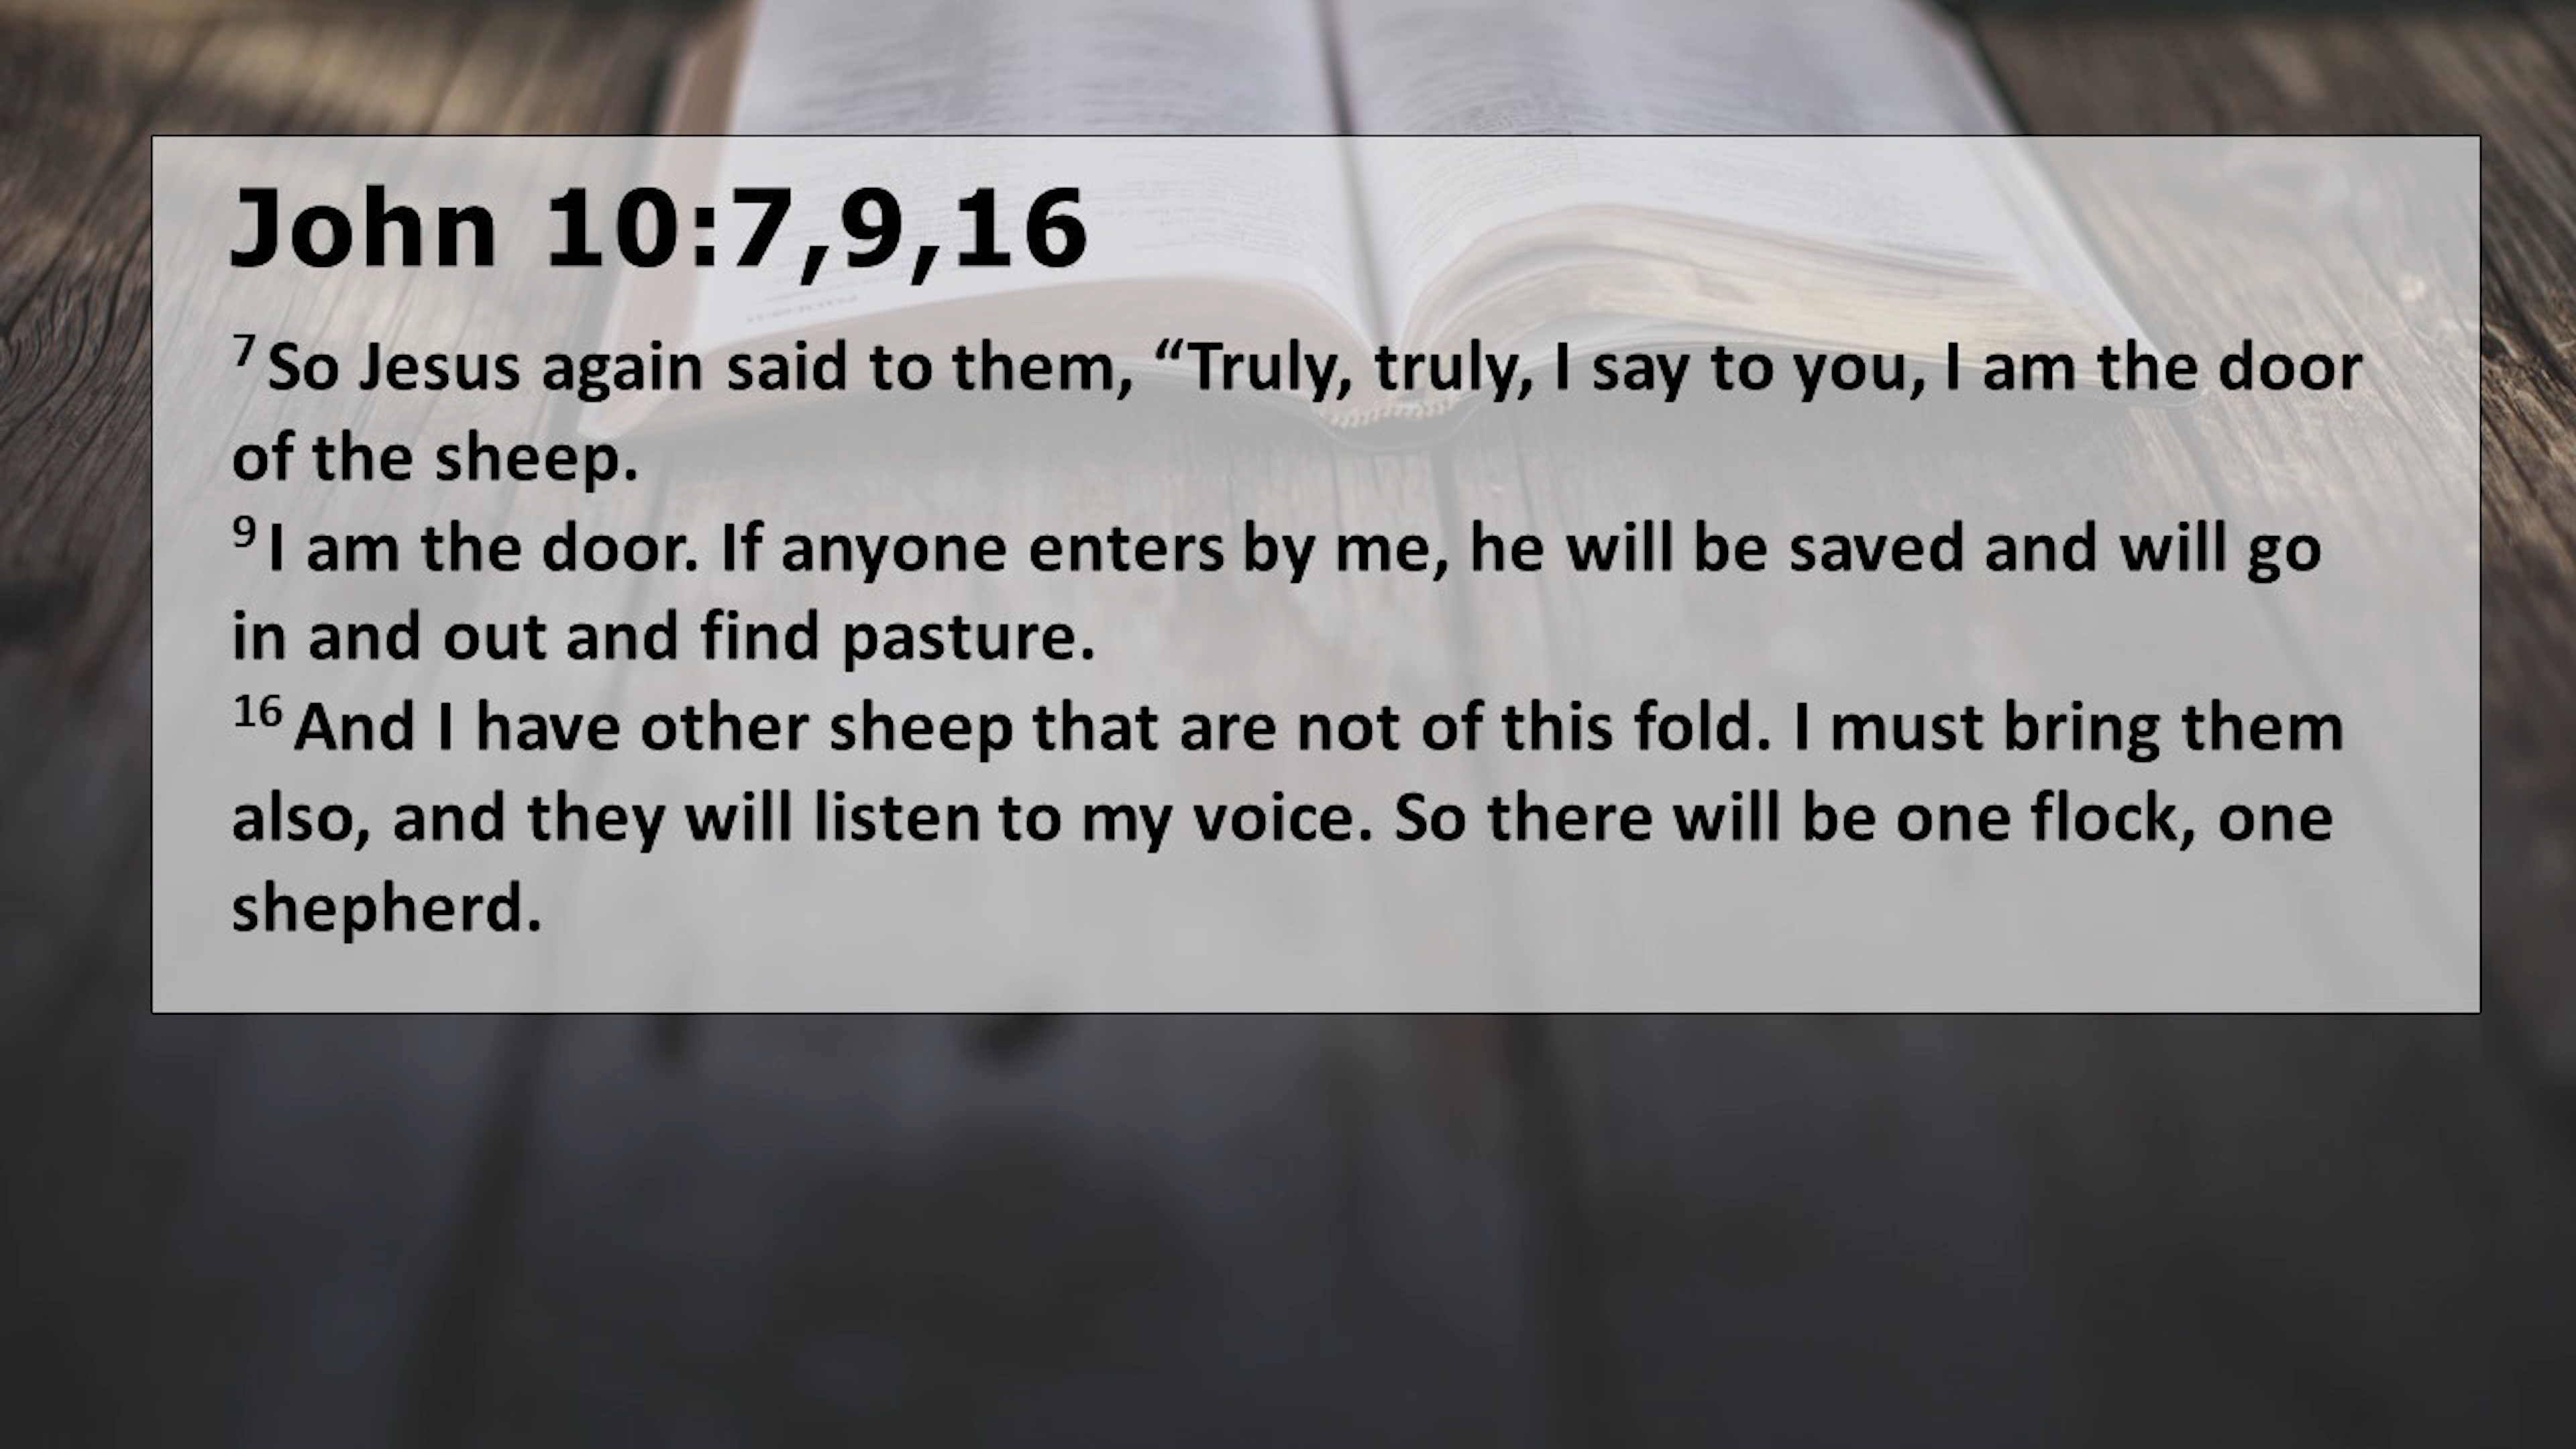 John 10:7,9,16
7 So Jesus again said to them, “Truly, truly, I say to you, I am the door
of the sheep.
9 I am the door. If anyone enters by me, he will be saved and will go
in and out and find pasture.
16 And I have other sheep that are not of this fold. I must bring them
also, and they will listen to my voice. So there will be one flock, one
shepherd.